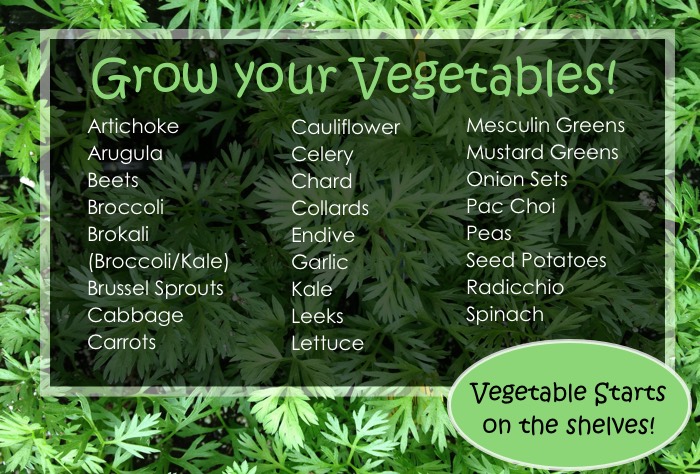 Grow your Vegetables!
Artichoke
Arugula
Beets
Broccoli
Brokali
(Broccoli/Kale)
Brussel Sprouts
Cabbage
Carrots
Cauliflower
Celery
Chard
Collards
Endive
Garlic
Kale
Leeks
Lettuce
Mesculin Greens
Mustard Greens
Onion Sets
Pac Choi
Peas
Seed Potatoes
Radicchio
Spinach
Vegetable Starts
on the shelves!